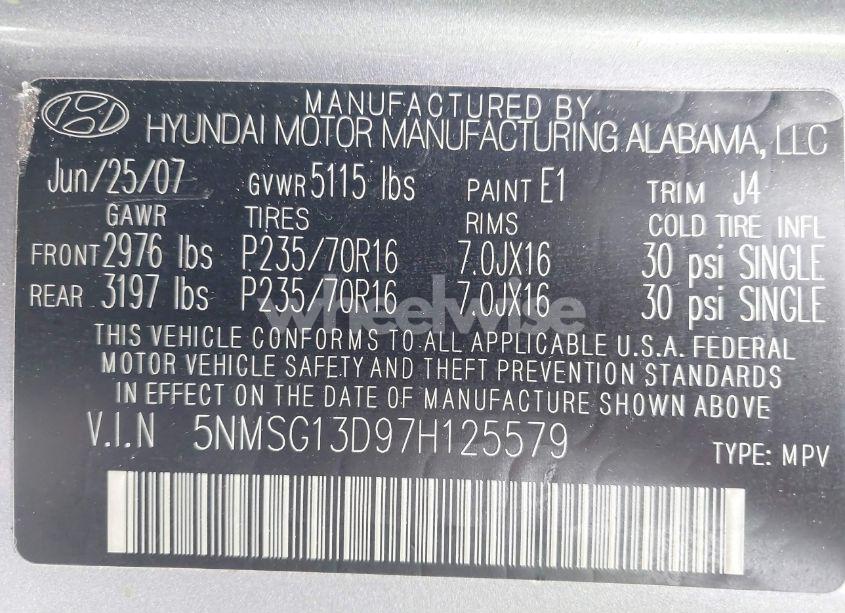 MANUFACTURED BY
HYUNDAI MOTOR MANUFACTURING ALABAMA, LLC
Jun/25/07 GVWR 5115 lbs PAINT E1 TRIM J4
GAWR TIRES RIMS COLD TIRE INFL
FRONT 2976 lbs P235/70R16 7.0JX16 30 psi SINGLE
REAR 3197 lbs P235/70R16 7.0JX16 30 psi SINGLE
wheelwise
THIS VEHICLE CONFORMS TO ALL APPLICABLE U.S.A. FEDERAL
MOTOR VEHICLE SAFETY AND THEFT PREVENTION STANDARDS
IN EFFECT ON THE DATE OF MANUFACTURE SHOWN ABOVE
V.I.N 5NMSG13D97H125579 TYPE: MPV